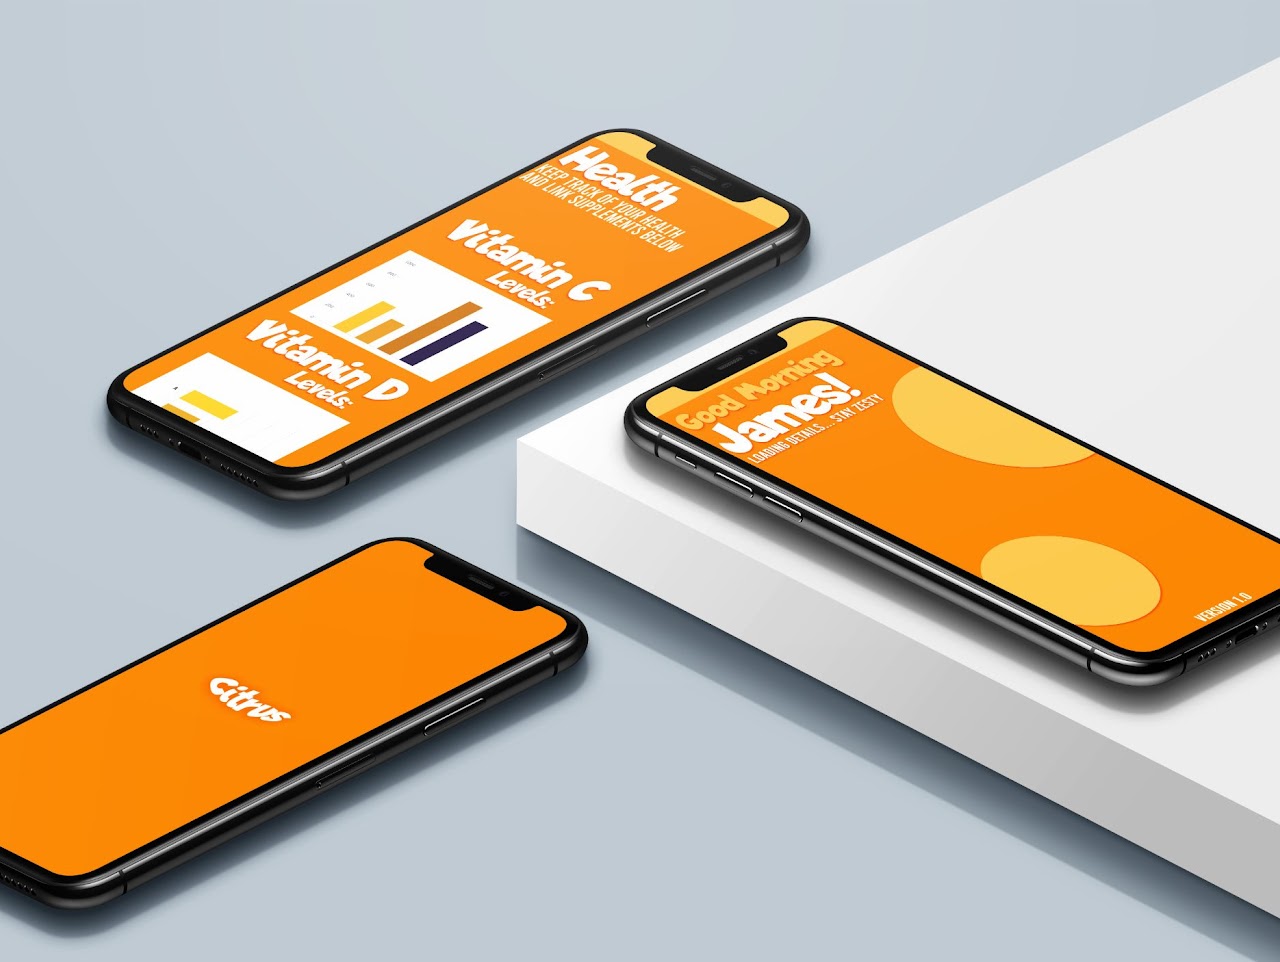 Health
KEEP TRACK OF YOUR HEALTH
AND LINK SUPPLEMENTS BELOW
Vitamin C
Levels:
Vitamin D
Levels:
Good Morning
James!
LOADING DETAILS... STAY ZESTY
VERSION 1.0
Citrus